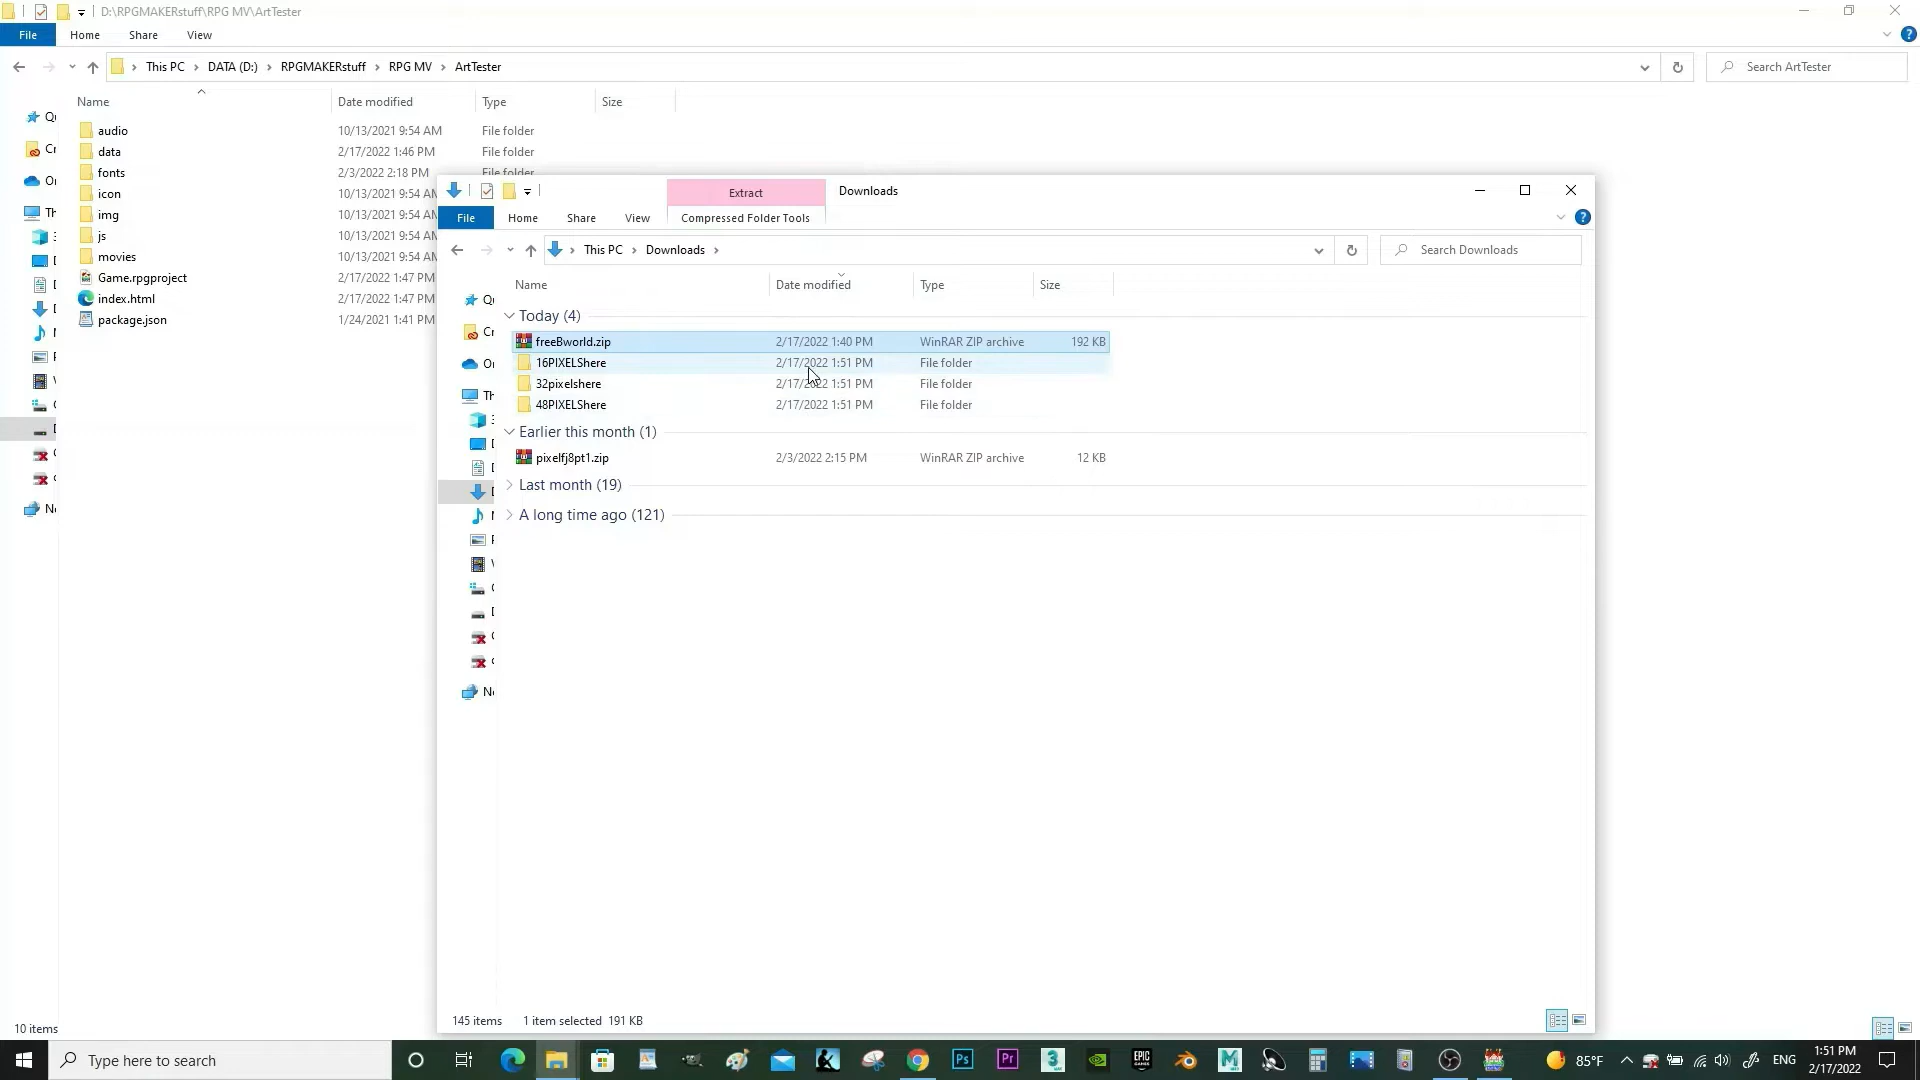 D:\RPGMAKERstuff\RPG MV\ArtTester
File Home Share View
This PC DATA (D:) RPGMAKERstuff RPG MV ArtTester Search ArtTester
Name Date modified Type Size
audio 10/13/2021 9:54 AM File folder
data 2/17/2022 1:46 PM File folder
fonts 2/3/2022 2:18 PM File folder
icon 10/13/2021 9:54 AM
img 10/13/2021 9:54 AM
js 10/13/2021 9:54 AM
movies 10/13/2021 9:54 AM
Game.rpgproject 2/17/2022 1:47 PM
index.html 2/17/2022 1:47 PM
package.json 1/24/2021 1:41 PM
10 items
Extract Downloads
File Home Share View Compressed Folder Tools
This PC Downloads Search Downloads
Name Date modified Type Size
Today (4)
freeBworld.zip 2/17/2022 1:40 PM WinRAR ZIP archive 192 KB
16PIXELShere 2/17/2022 1:51 PM File folder
32pixelshere 2/17/2022 1:51 PM File folder
48PIXELShere 2/17/2022 1:51 PM File folder
Earlier this month (1)
pixelfj8pt1.zip 2/3/2022 2:15 PM WinRAR ZIP archive 12 KB
Last month (19)
A long time ago (121)
145 items 1 item selected 191 KB
Type here to search
Ps Pr 3 EPIC GAMES M 85°F ENG 1:51 PM
2/17/2022